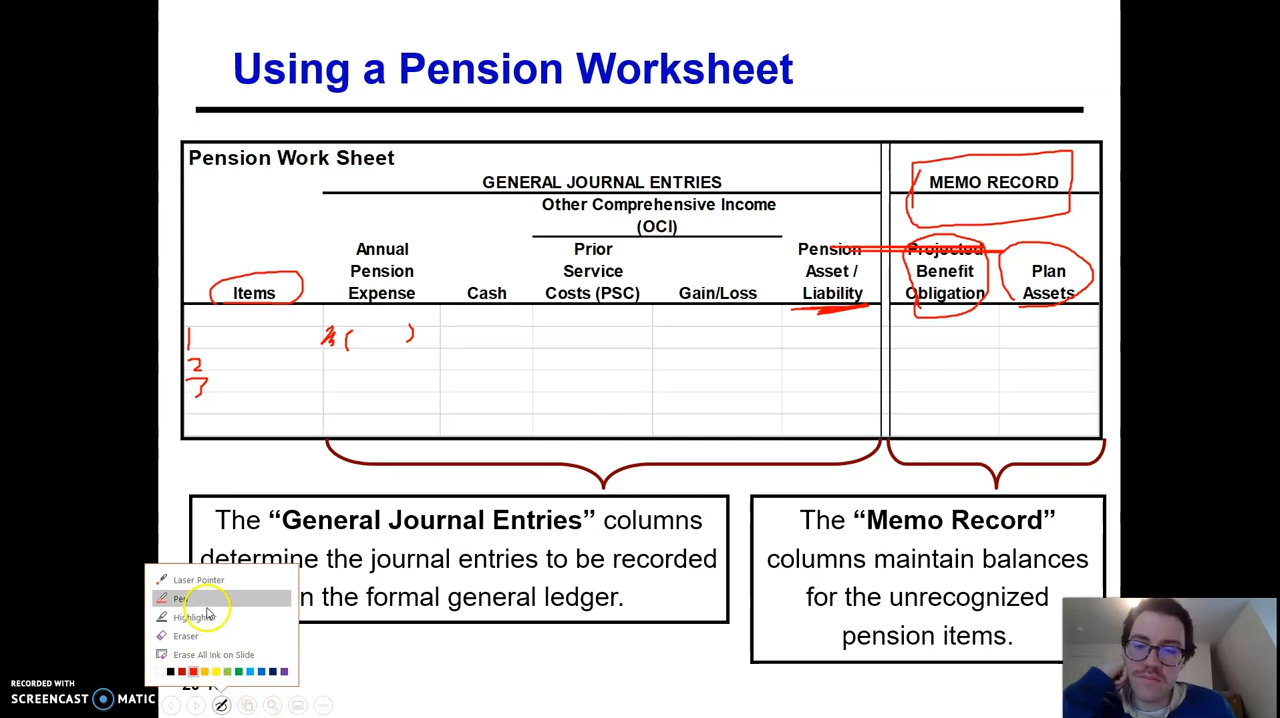 Using a Pension Worksheet
Pension Work Sheet
GENERAL JOURNAL ENTRIES
MEMO RECORD
Other Comprehensive Income
(OCI)
Annual
Pension
Expense
Prior
Service
Costs (PSC)
Pension
Asset /
Liability
Projected
Benefit
Obligation
Plan
Assets
Items
Cash
Gain/Loss
1
( )
2
3
The “General Journal Entries” columns
determine the journal entries to be recorded
n the formal general ledger.
The “Memo Record”
columns maintain balances
for the unrecognized
pension items.
Laser Pointer
Pen
Highlighter
Eraser
Erase All Ink on Slide
RECORDED WITH
SCREENCAST MATIC